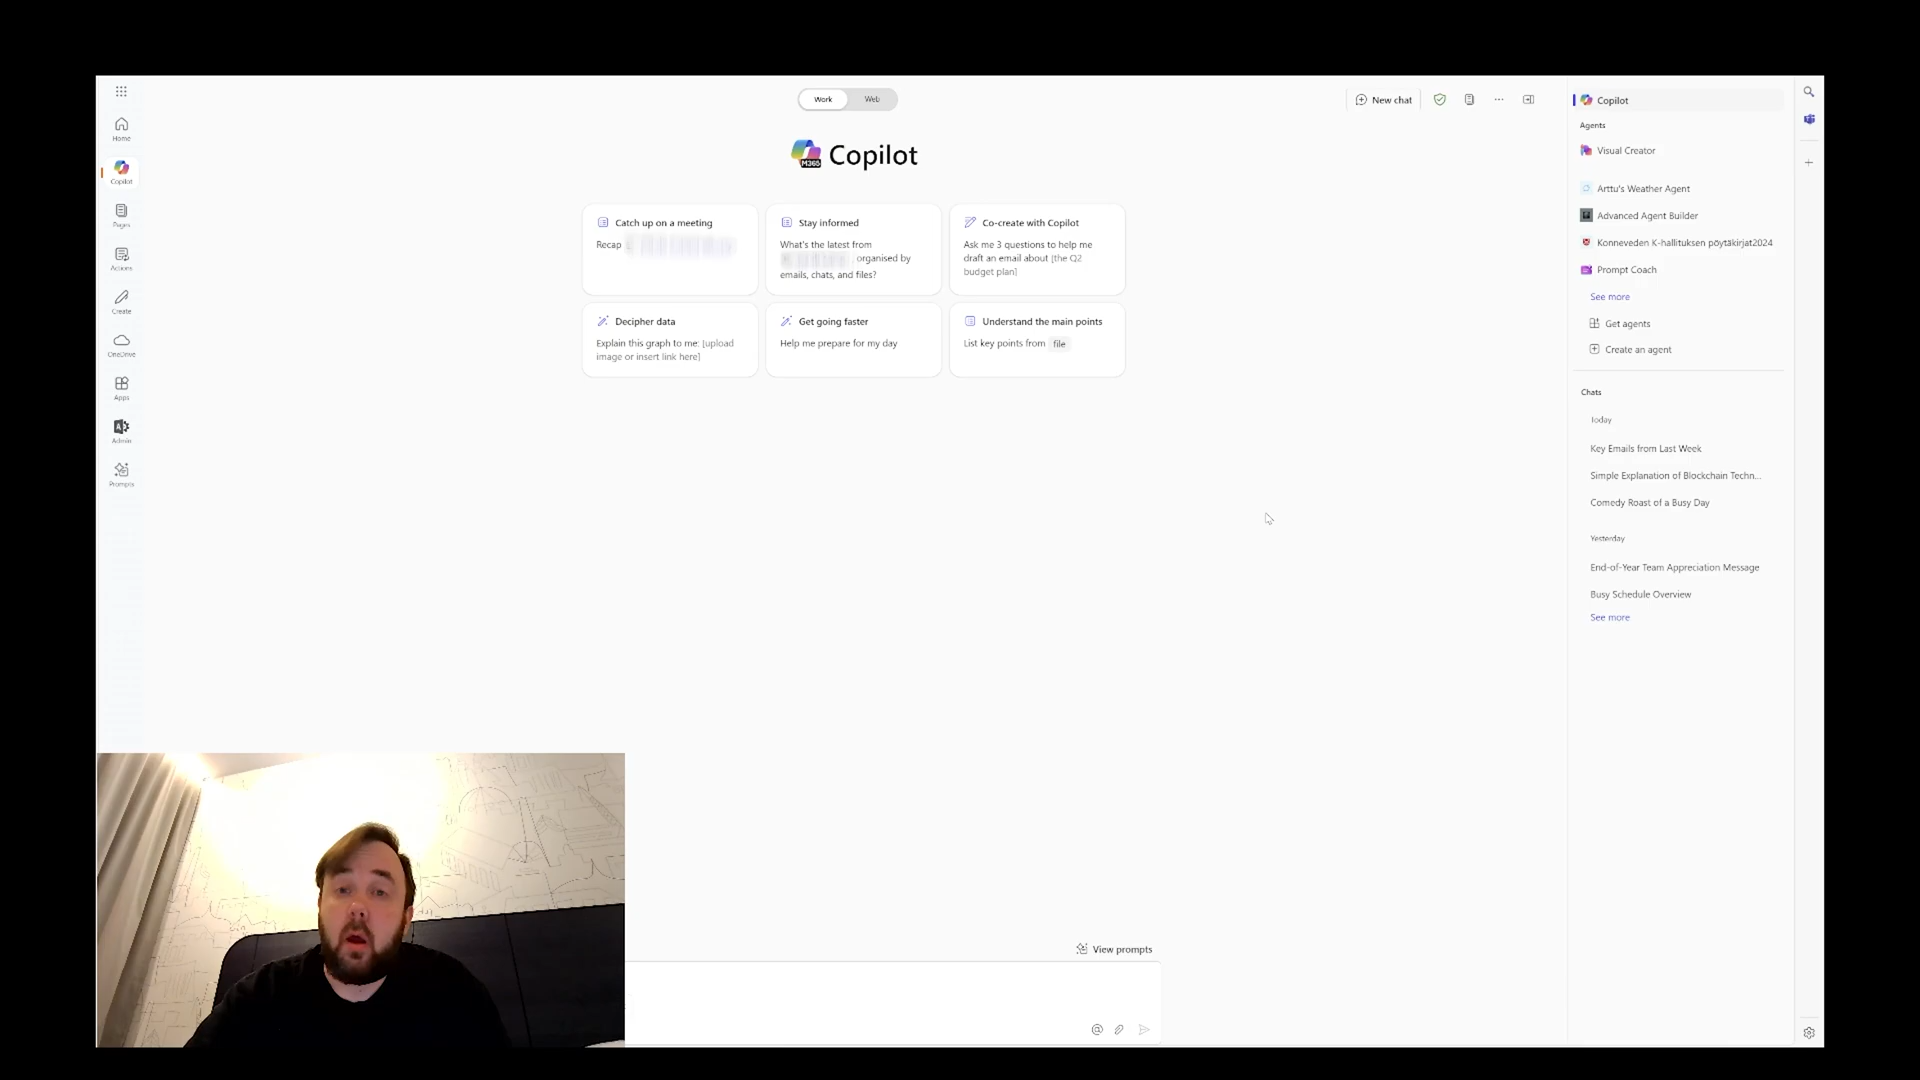 Home
Copilot
Pages
Actions
Create
OneDrive
Apps
Admin
Prompts
Work
Web
New chat
M365
Copilot
Catch up on a meeting
Recap
Stay informed
What's the latest from
organised by
emails, chats, and files?
Co-create with Copilot
Ask me 3 questions to help me
draft an email about [the Q2
budget plan]
Decipher data
Explain this graph to me: [upload
image or insert link here]
Get going faster
Help me prepare for my day
Understand the main points
List key points from file
View prompts
Copilot
Agents
Visual Creator
Arttu's Weather Agent
Advanced Agent Builder
Konneveden K-hallituksen pöytäkirjat2024
Prompt Coach
See more
Get agents
Create an agent
Chats
Today
Key Emails from Last Week
Simple Explanation of Blockchain Techn...
Comedy Roast of a Busy Day
Yesterday
End-of-Year Team Appreciation Message
Busy Schedule Overview
See more